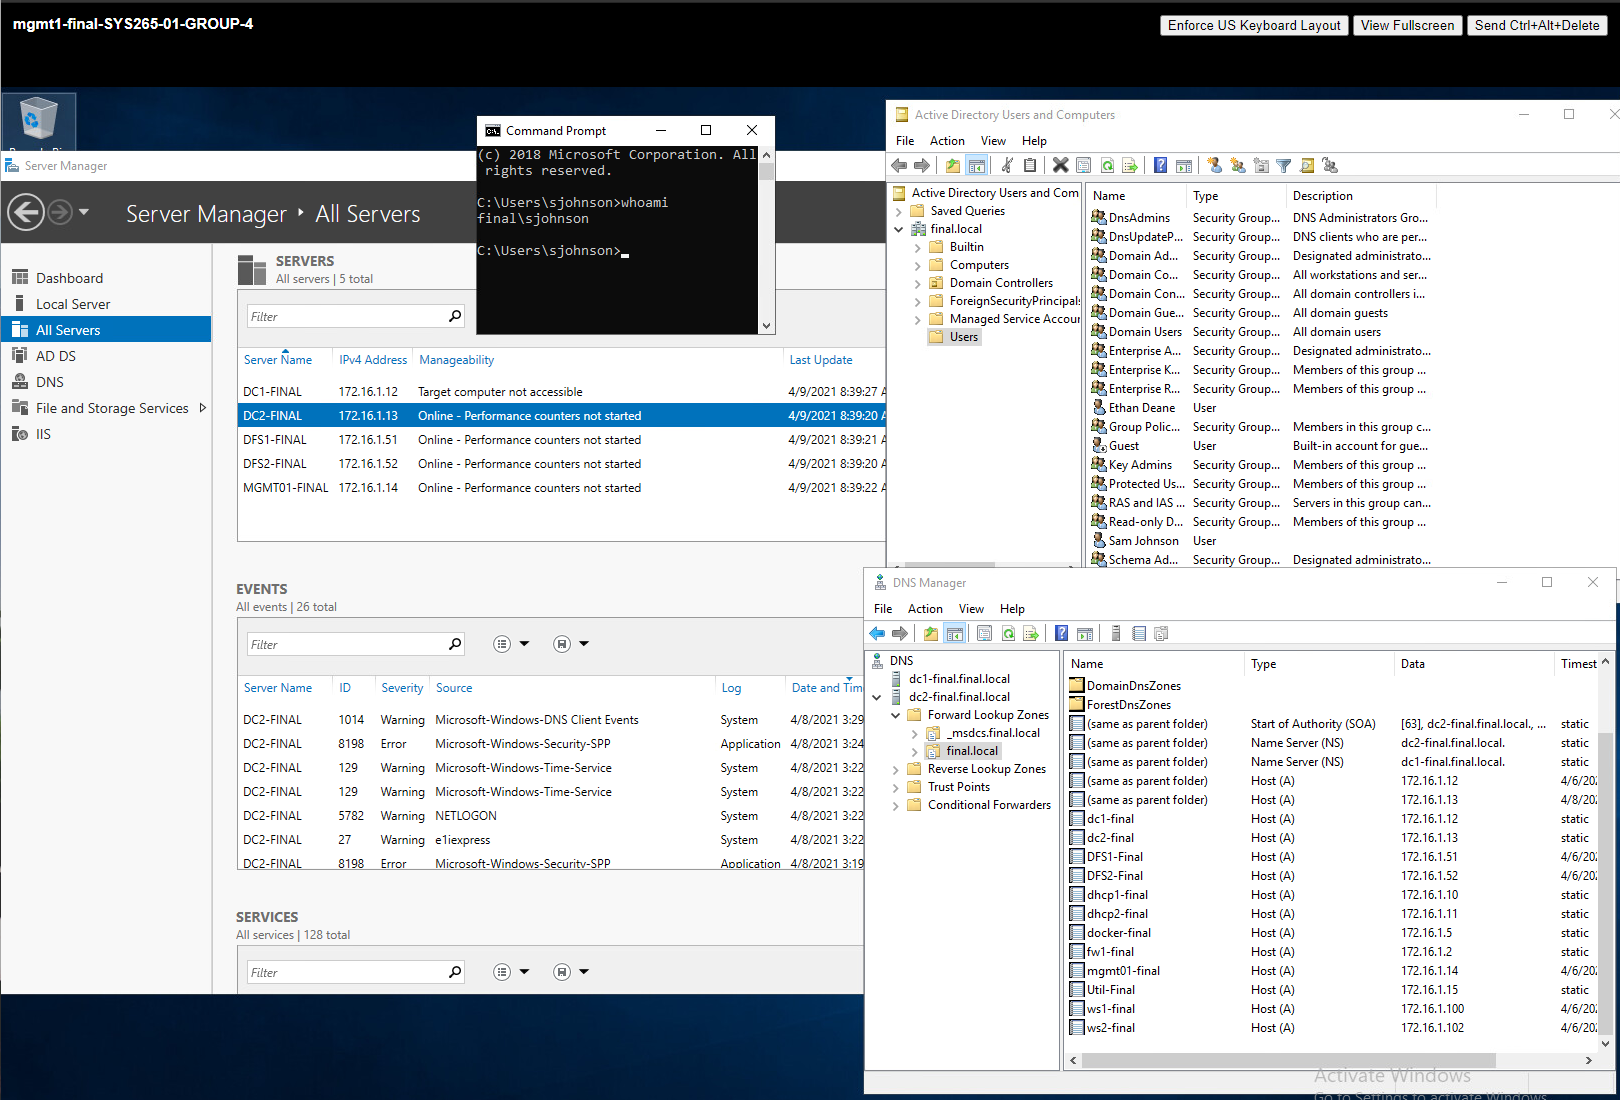 mgmt1-final-SYS265-01-GROUP-4
Enforce US Keyboard Layout
View Fullscreen
Send Ctrl+Alt+Delete
Server Manager
Server Manager ‣ All Servers
Dashboard
Local Server
All Servers
AD DS
DNS
File and Storage Services
IIS
SERVERS
All servers | 5 total
Filter
Server Name IPv4 Address Manageability Last Update
DC1-FINAL 172.16.1.12 Target computer not accessible 4/9/2021 8:39:27 A
DC2-FINAL 172.16.1.13 Online - Performance counters not started 4/9/2021 8:39:20 A
DFS1-FINAL 172.16.1.51 Online - Performance counters not started 4/9/2021 8:39:21 A
DFS2-FINAL 172.16.1.52 Online - Performance counters not started 4/9/2021 8:39:20 A
MGMT01-FINAL 172.16.1.14 Online - Performance counters not started 4/9/2021 8:39:22 A
EVENTS
All events | 26 total
Filter
Server Name ID Severity Source Log Date and Tim
DC2-FINAL 1014 Warning Microsoft-Windows-DNS Client Events System 4/8/2021 3:29
DC2-FINAL 8198 Error Microsoft-Windows-Security-SPP Application 4/8/2021 3:24
DC2-FINAL 129 Warning Microsoft-Windows-Time-Service System 4/8/2021 3:22
DC2-FINAL 129 Warning Microsoft-Windows-Time-Service System 4/8/2021 3:22
DC2-FINAL 5782 Warning NETLOGON System 4/8/2021 3:22
DC2-FINAL 27 Warning e1iexpress System 4/8/2021 3:22
DC2-FINAL 8198 Error Microsoft-Windows-Security-SPP Application 4/8/2021 3:19
SERVICES
All services | 128 total
Filter
Command Prompt
(c) 2018 Microsoft Corporation. All
rights reserved.
C:\Users\sjohnson>whoami
final\sjohnson
C:\Users\sjohnson>
Active Directory Users and Computers
File Action View Help
Active Directory Users and Com
Saved Queries
final.local
Builtin
Computers
Domain Controllers
ForeignSecurityPrincipals
Managed Service Accour
Users
Name Type Description
DnsAdmins Security Group... DNS Administrators Gro...
DnsUpdateP... Security Group... DNS clients who are per...
Domain Ad... Security Group... Designated administrato...
Domain Co... Security Group... All workstations and ser...
Domain Con... Security Group... All domain controllers i...
Domain Gue... Security Group... All domain guests
Domain Users Security Group... All domain users
Enterprise A... Security Group... Designated administrato...
Enterprise K... Security Group... Members of this group ...
Enterprise R... Security Group... Members of this group ...
Ethan Deane User
Group Polic... Security Group... Members in this group c...
Guest User Built-in account for gue...
Key Admins Security Group... Members of this group ...
Protected Us... Security Group... Members of this group ...
RAS and IAS ... Security Group... Servers in this group can...
Read-only D... Security Group... Members of this group ...
Sam Johnson User
Schema Ad... Security Group... Designated administrato...
DNS Manager
File Action View Help
DNS
dc1-final.final.local
dc2-final.final.local
Forward Lookup Zones
_msdcs.final.local
final.local
Reverse Lookup Zones
Trust Points
Conditional Forwarders
Name Type Data Timest
DomainDnsZones
ForestDnsZones
(same as parent folder) Start of Authority (SOA) [63], dc2-final.final.local., ... static
(same as parent folder) Name Server (NS) dc2-final.final.local. static
(same as parent folder) Name Server (NS) dc1-final.final.local. static
(same as parent folder) Host (A) 172.16.1.12 4/6/202
(same as parent folder) Host (A) 172.16.1.13 4/8/202
dc1-final Host (A) 172.16.1.12 static
dc2-final Host (A) 172.16.1.13 static
DFS1-Final Host (A) 172.16.1.51 4/6/202
DFS2-Final Host (A) 172.16.1.52 4/6/202
dhcp1-final Host (A) 172.16.1.10 static
dhcp2-final Host (A) 172.16.1.11 static
docker-final Host (A) 172.16.1.5 static
fw1-final Host (A) 172.16.1.2 static
mgmt01-final Host (A) 172.16.1.14 4/6/202
Util-Final Host (A) 172.16.1.15 static
ws1-final Host (A) 172.16.1.100 4/6/202
ws2-final Host (A) 172.16.1.102 4/6/202
Activate Windows
Go to Settings to activate Windows.